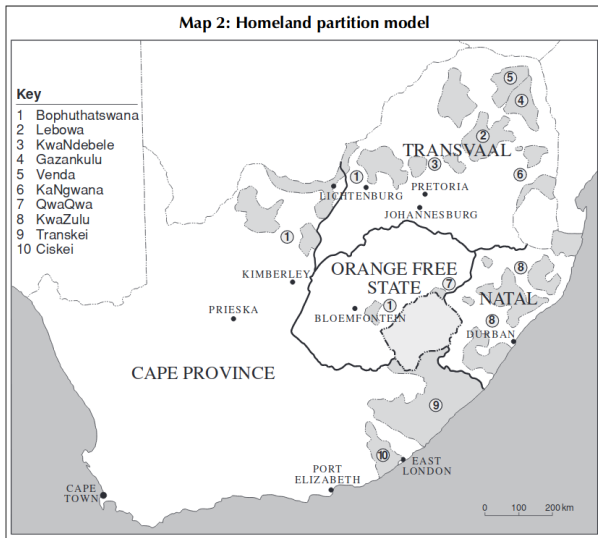 Map 2: Homeland partition model
Key
1 Bophuthatswana
2 Lebowa
3 KwaNdebele
4 Gazankulu
5 Venda
6 KaNgwana
7 QwaQwa
8 KwaZulu
9 Transkei
10 Ciskei
5
4
2
TRANSVAAL
1
3
6
LICHTENBURG
PRETORIA
JOHANNESBURG
1
KIMBERLEY
ORANGE FREE
STATE
7
8
NATAL
PRIESKA
1
BLOEMFONTEIN
8
DURBAN
CAPE PROVINCE
9
10
EAST
LONDON
PORT
ELIZABETH
CAPE
TOWN
0 100 200 km